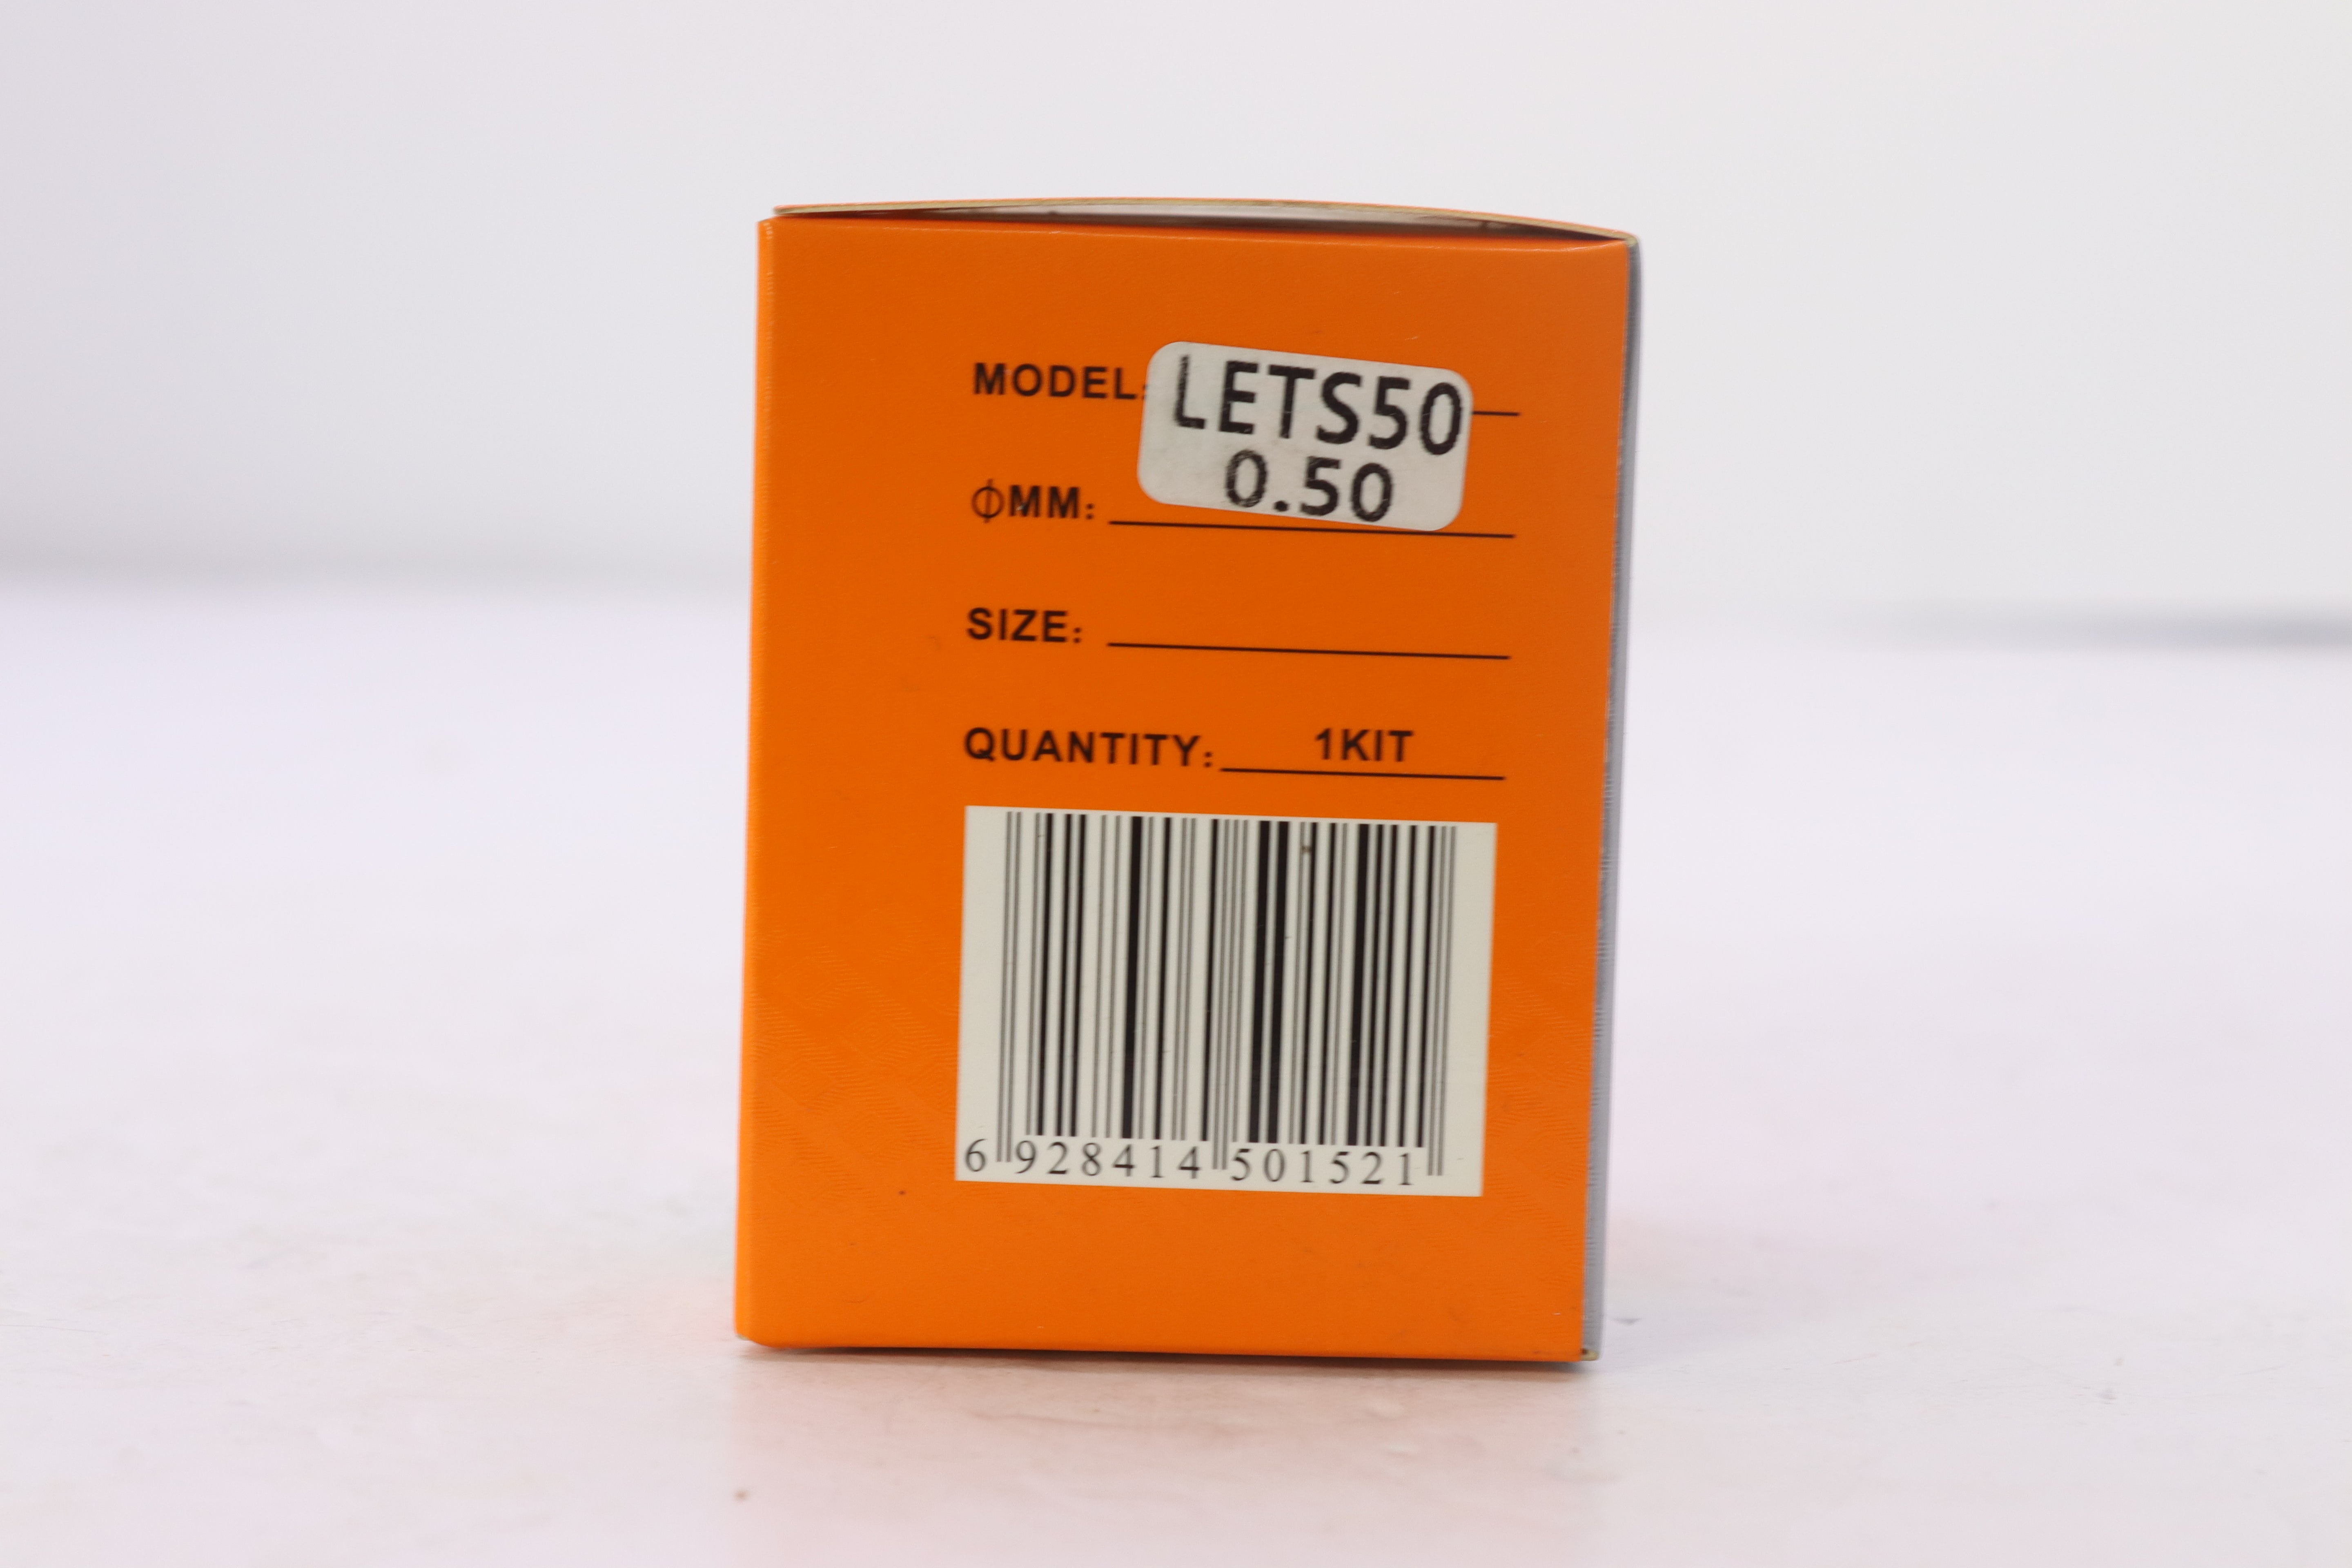 MODEL: LETS50
0.50
ϕMM:
SIZE:
QUANTITY: 1KIT
6 928414 501521